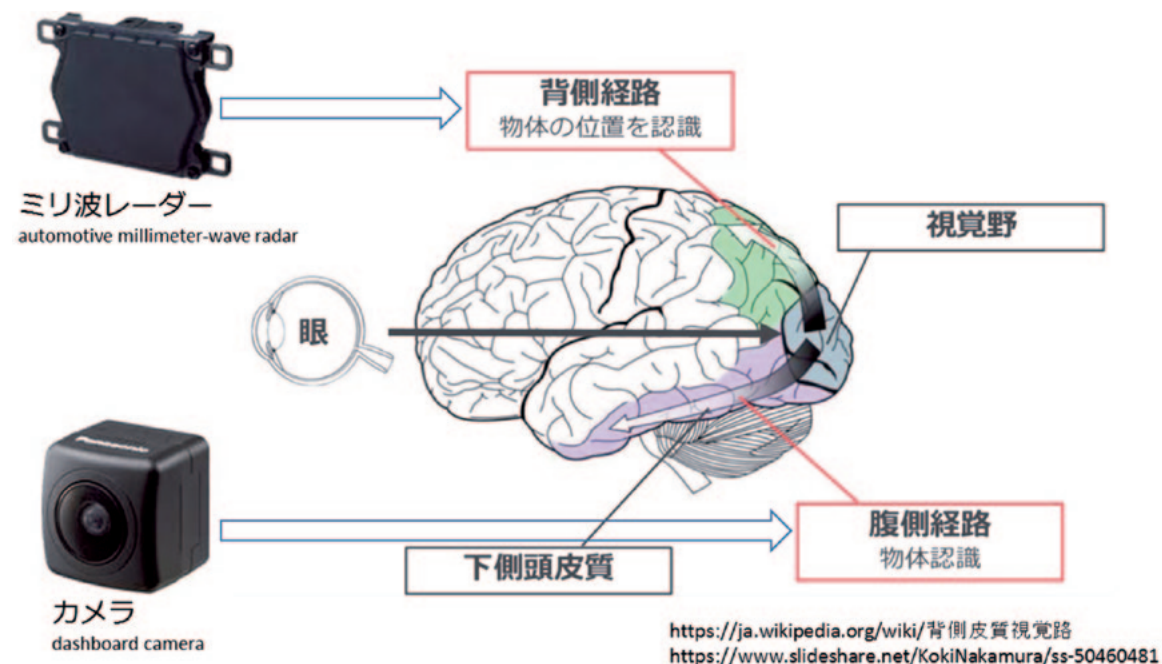 背側経路
物体の位置を認識
ミリ波レーダー
automotive millimeter-wave radar
視覚野
眼
Panasonic
腹側経路
物体認識
下側頭皮質
カメラ
dashboard camera
https://ja.wikipedia.org/wiki/背側皮質視覚路
https://www.slideshare.net/KokiNakamura/ss-50460481